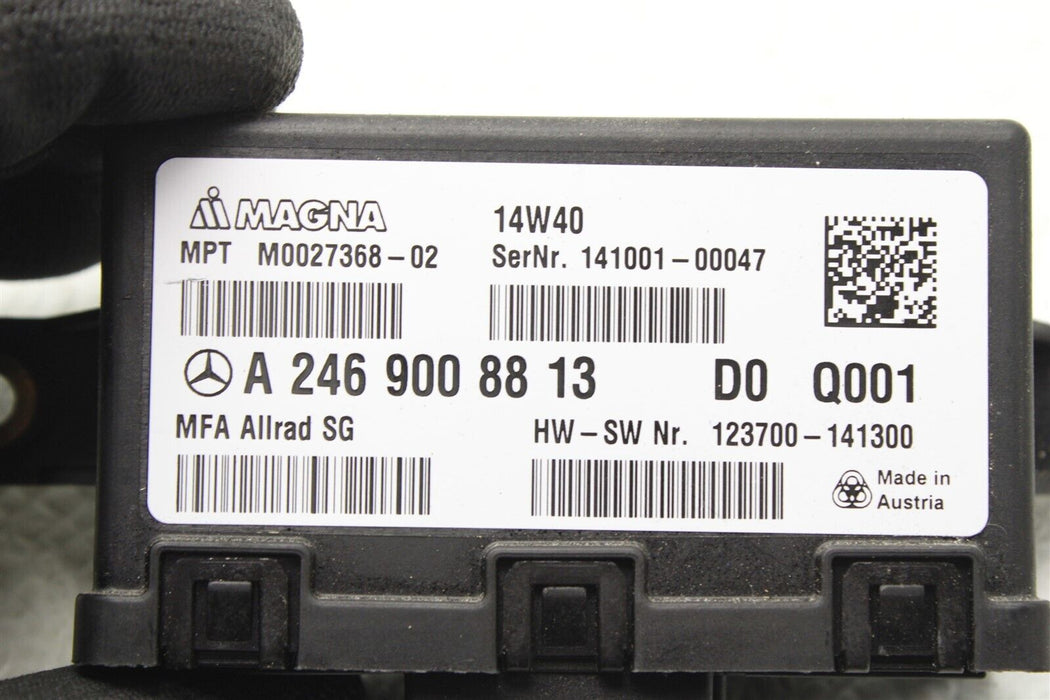 MAGNA
14W40
MPT M0027368-02
SerNr. 141001-00047
A 246 900 88 13 D0 Q001
MFA Allrad SG
HW-SW Nr. 123700-141300
Made in
Austria